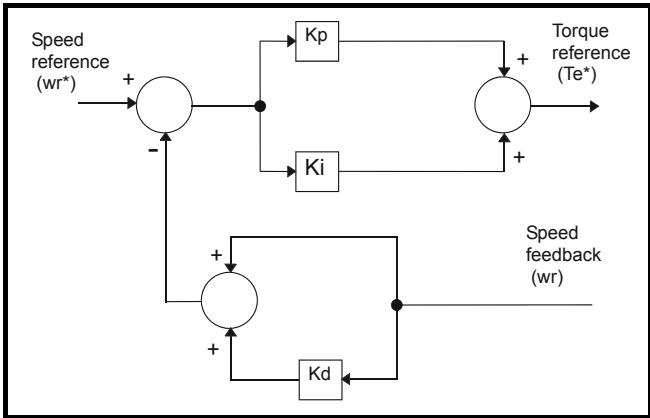 Speed
reference
(wr*)
+
-
Kp
Ki
+
+
Torque
reference
(Te*)
+
+
Kd
Speed
feedback
(wr)